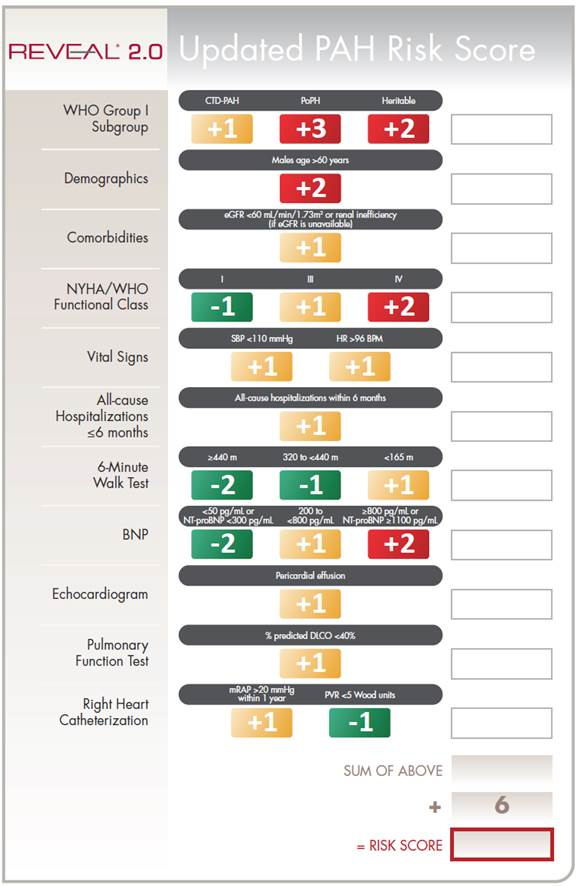 REVEAL® 2.0 Updated PAH Risk Score
WHO Group I
Subgroup
CTD-PAH PoPH Heritable
+1 +3 +2
Demographics
Males age >60 years
+2
Comorbidities
eGFR <60 mL/min/1.73m² or renal inefficiency
(if eGFR is unavailable)
+1
NYHA/WHO
Functional Class
I III IV
-1 +1 +2
Vital Signs
SBP <110 mmHg HR >96 BPM
+1 +1
All-cause
Hospitalizations
≤6 months
All-cause hospitalizations within 6 months
+1
6-Minute
Walk Test
≥440 m 320 to <440 m <165 m
-2 -1 +1
BNP
<50 pg/mL or
NT-proBNP <300 pg/mL
200 to
<800 pg/mL
≥800 pg/mL or
NT-proBNP ≥1100 pg/mL
-2 +1 +2
Echocardiogram
Pericardial effusion
+1
Pulmonary
Function Test
% predicted DLCO <40%
+1
Right Heart
Catheterization
mRAP >20 mmHg
within 1 year
PVR <5 Wood units
+1 -1
SUM OF ABOVE
+ 6
= RISK SCORE